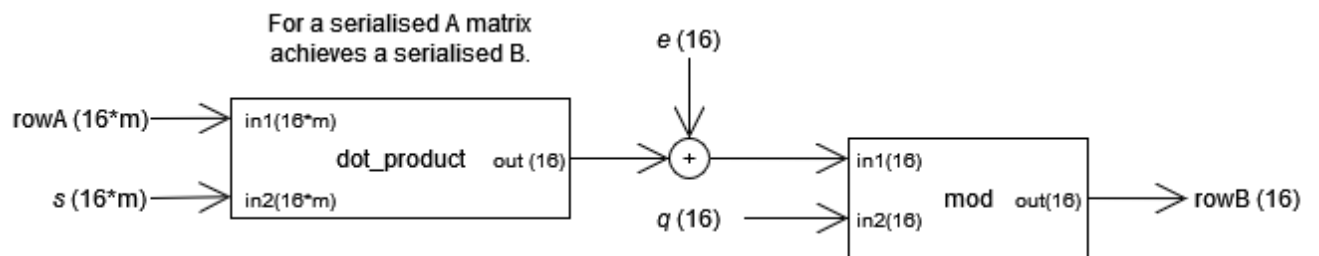 For a serialised A matrix
achieves a serialised B.
e (16)
rowA (16*m)
in1(16*m)
dot_product
out (16)
s (16*m)
in2(16*m)
+
q (16)
in1(16)
mod
out(16)
in2(16)
rowB (16)